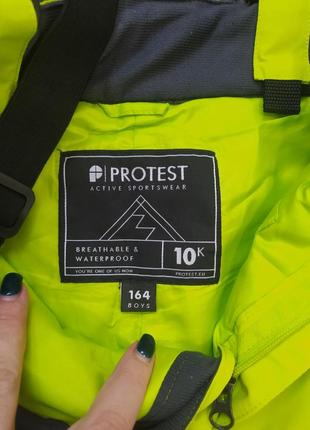 PROTEST
ACTIVE SPORTSWEAR
BREATHABLE &
WATERPROOF
10K
YOU'RE ONE OF US NOW
PROTEST.EU
164
BOYS